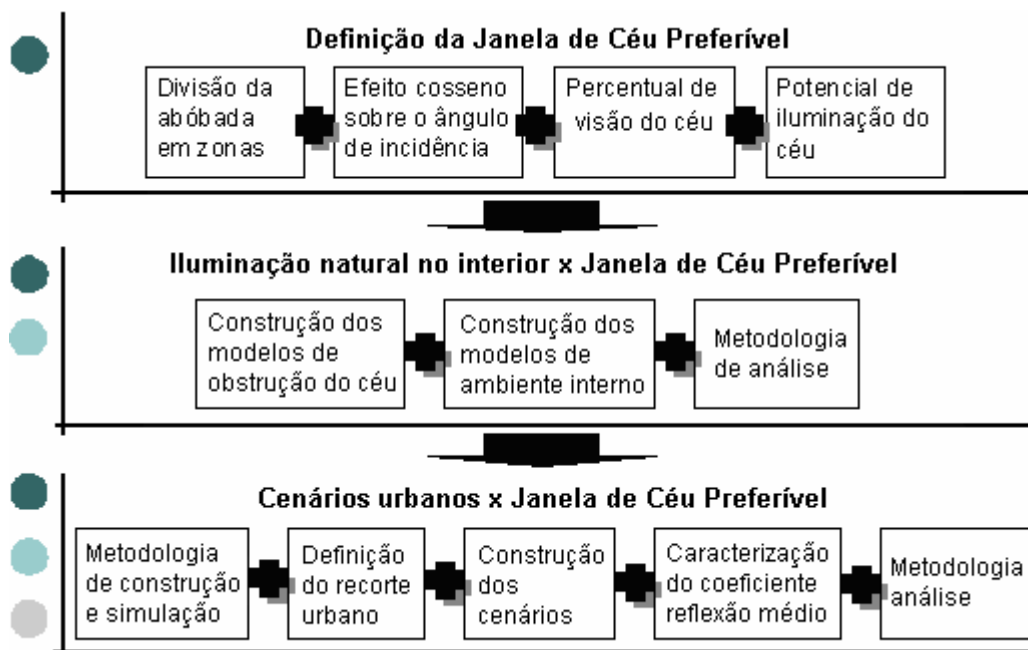 Definição da Janela de Céu Preferível
Divisão da
abóbada
em zonas
Efeito cosseno
sobre o ângulo
de incidência
Percentual de
visão do céu
Potencial de
iluminação do
céu
Iluminação natural no interior x Janela de Céu Preferível
Construção dos
modelos de
obstrução do céu
Construção dos
modelos de
ambiente interno
Metodologia
de análise
Cenários urbanos x Janela de Céu Preferível
Metodologia
de construção
e simulação
Definição
do recorte
urbano
Construção
dos
cenários
Caracterização
do coeficiente
reflexão médio
Metodologia
análise